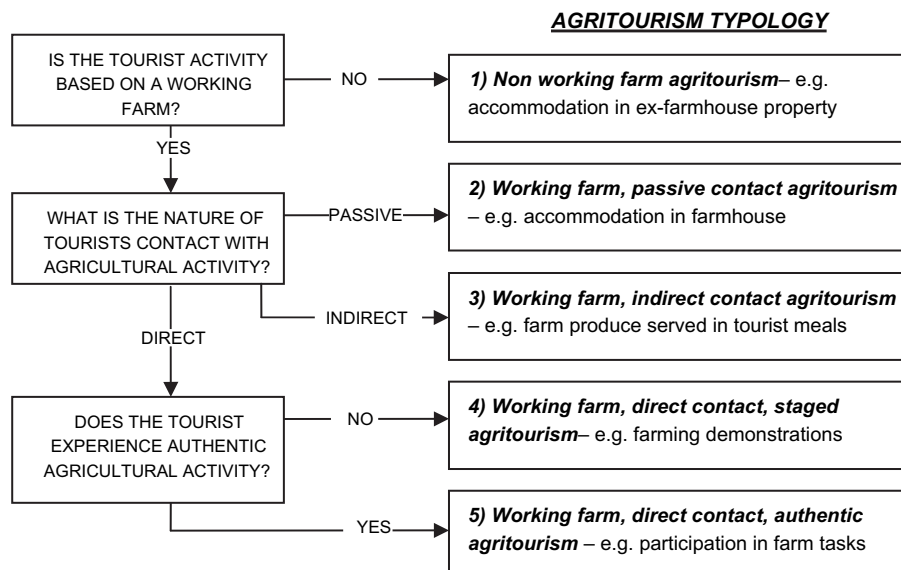 AGRITOURISM TYPOLOGY
IS THE TOURIST ACTIVITY
BASED ON A WORKING
FARM?
NO
1) Non working farm agritourism– e.g.
accommodation in ex-farmhouse property
YES
WHAT IS THE NATURE OF
TOURISTS CONTACT WITH
AGRICULTURAL ACTIVITY?
PASSIVE
2) Working farm, passive contact agritourism
– e.g. accommodation in farmhouse
INDIRECT
3) Working farm, indirect contact agritourism
– e.g. farm produce served in tourist meals
DIRECT
DOES THE TOURIST
EXPERIENCE AUTHENTIC
AGRICULTURAL ACTIVITY?
NO
4) Working farm, direct contact, staged
agritourism– e.g. farming demonstrations
YES
5) Working farm, direct contact, authentic
agritourism – e.g. participation in farm tasks